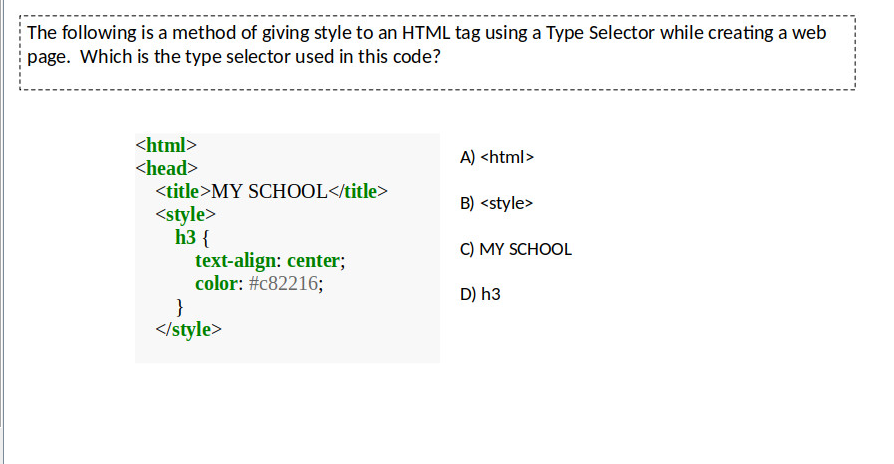 The following is a method of giving style to an HTML tag using a Type Selector while creating a web
page.  Which is the type selector used in this code?
<html>
<head>
<title>MY SCHOOL</title>
<style>
h3 {
text-align: center;
color: #c82216;
}
</style>
A) <html>
B) <style>
C) MY SCHOOL
D) h3